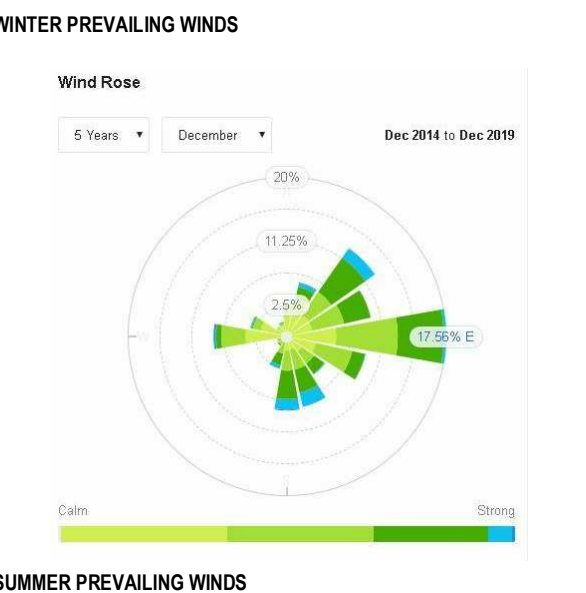 WINTER PREVAILING WINDS
Wind Rose
5 Years ▾ December ▾ Dec 2014 to Dec 2019
20%
11.25%
2.5%
W
17.56% E
S
Calm Strong
SUMMER PREVAILING WINDS